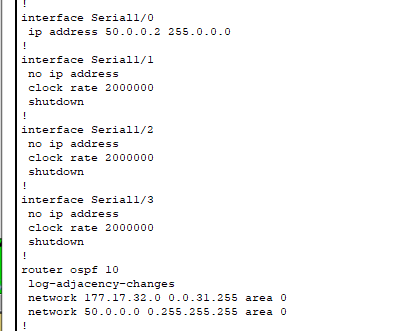 !
interface Serial1/0
 ip address 50.0.0.2 255.0.0.0
!
interface Serial1/1
 no ip address
 clock rate 2000000
 shutdown
!
interface Serial1/2
 no ip address
 clock rate 2000000
 shutdown
!
interface Serial1/3
 no ip address
 clock rate 2000000
 shutdown
!
router ospf 10
 log-adjacency-changes
 network 177.17.32.0 0.0.31.255 area 0
 network 50.0.0.0 0.255.255.255 area 0
!